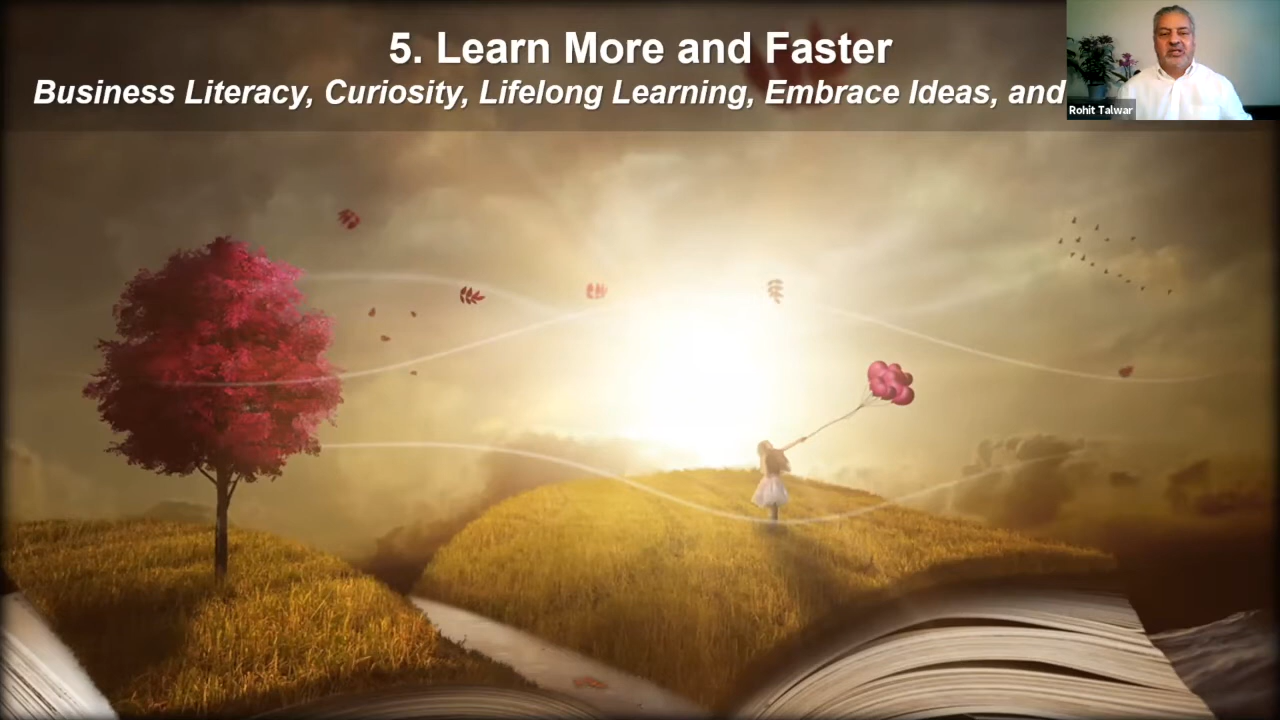 5. Learn More and Faster
Business Literacy, Curiosity, Lifelong Learning, Embrace Ideas, and
Rohit Talwar